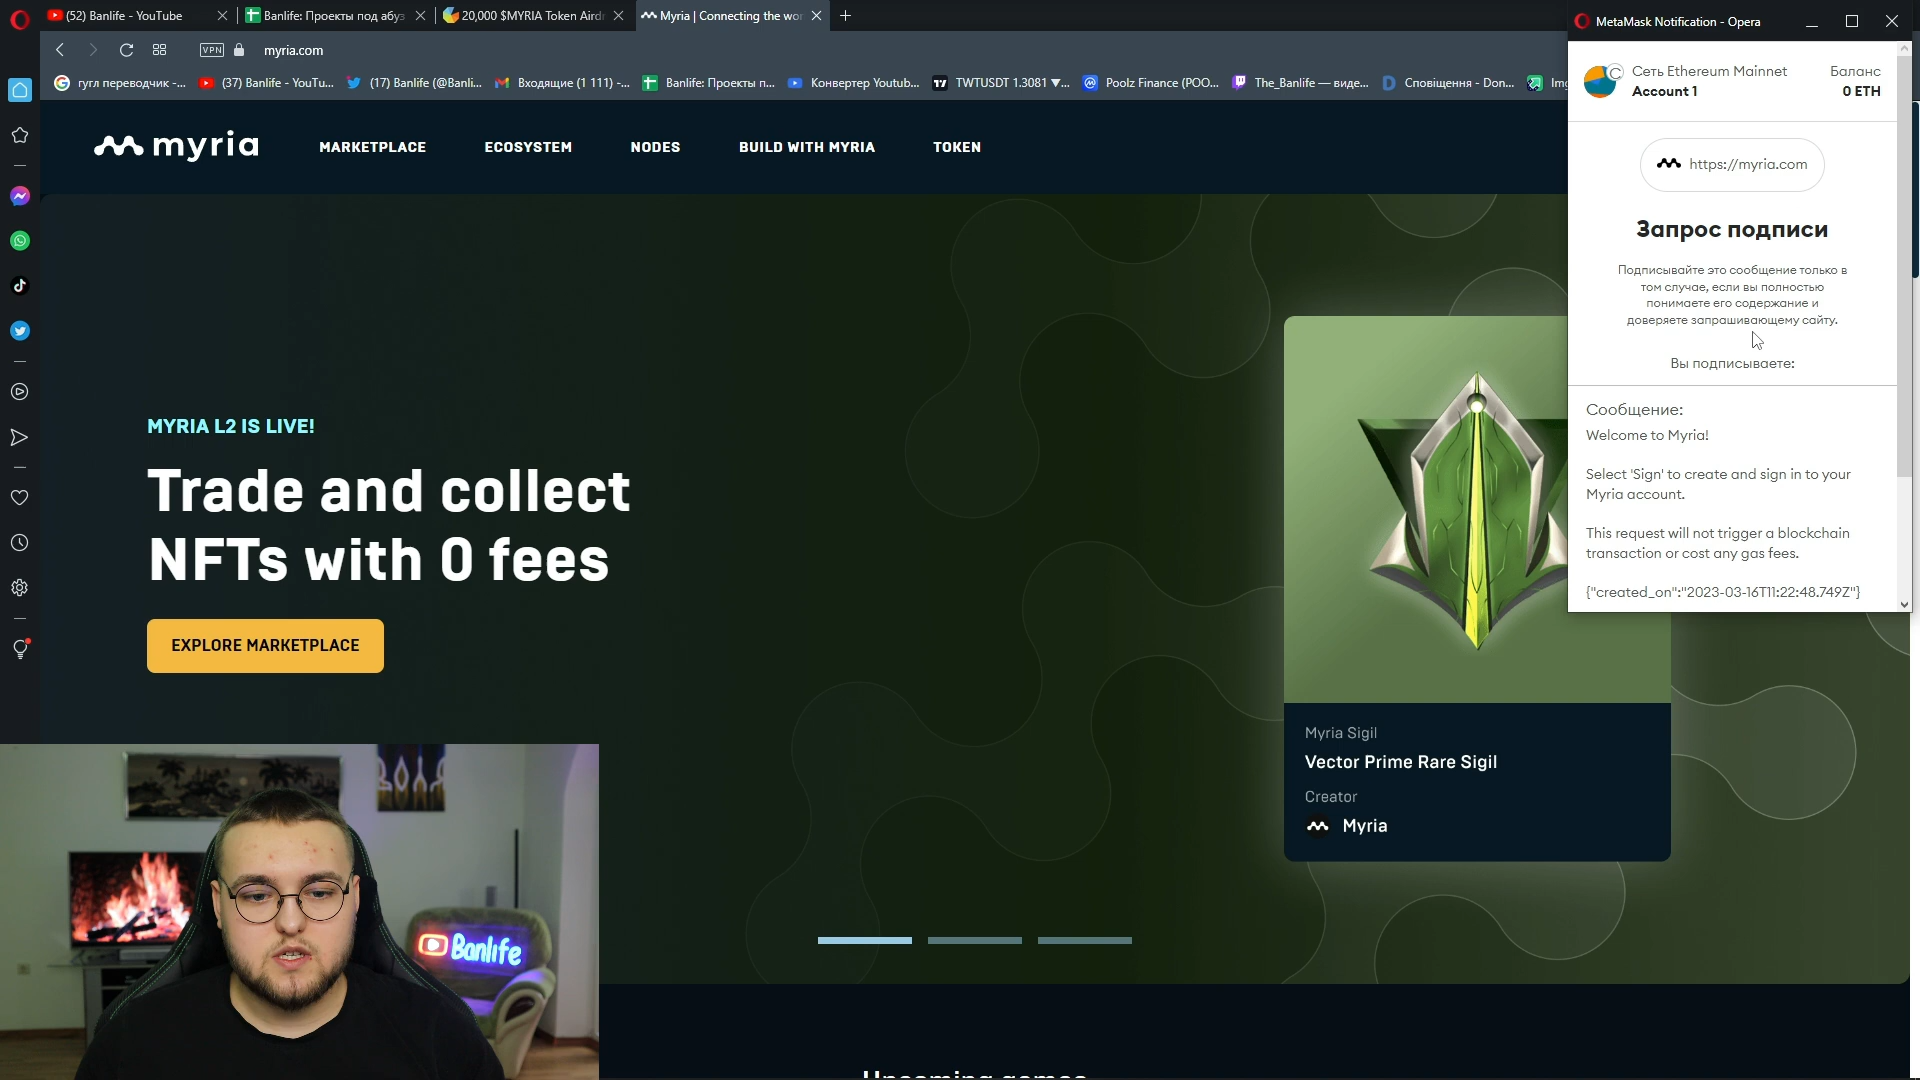 (52) Banlife - YouTube
Banlife: Проекты под абуз
20,000 $MYRIA Token Airdr
Myria | Connecting the wor
MetaMask Notification - Opera
VPN
myria.com
гугл переводчик -...
(37) Banlife - YouTu...
(17) Banlife (@Banli...
Входящие (1 111) -...
Banlife: Проекты п...
Конвертер Youtub...
TWTUSDT 1.3081 ▼...
Poolz Finance (POO...
The_Banlife — виде...
Сповіщення - Don...
Сеть Ethereum Mainnet
Account 1
Баланс
0 ETH
https://myria.com
Запрос подписи
Подписывайте это сообщение только в
том случае, если вы полностью
понимаете его содержание и
доверяете запрашивающему сайту.
Вы подписываете:
Сообщение:
Welcome to Myria!
Select 'Sign' to create and sign in to your
Myria account.
This request will not trigger a blockchain
transaction or cost any gas fees.
{"created_on":"2023-03-16T11:22:48.749Z"}
myria
MARKETPLACE
ECOSYSTEM
NODES
BUILD WITH MYRIA
TOKEN
MYRIA L2 IS LIVE!
Trade and collect
NFTs with 0 fees
EXPLORE MARKETPLACE
Myria Sigil
Vector Prime Rare Sigil
Creator
Myria
Banlife
Upcoming games